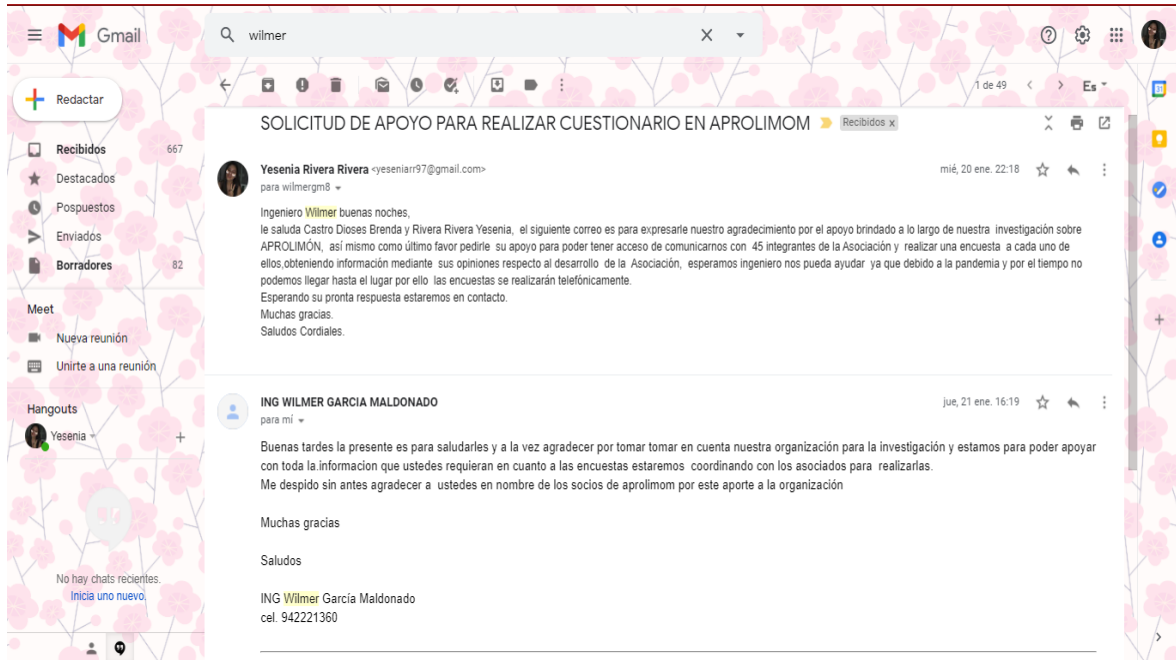 Gmail
wilmer
Redactar
1 de 49
Es
Recibidos 667
Destacados
Pospuestos
Enviados
Borradores 82
Meet
Nueva reunión
Unirte a una reunión
Hangouts
Yesenia
No hay chats recientes.
Inicia uno nuevo.
SOLICITUD DE APOYO PARA REALIZAR CUESTIONARIO EN APROLIMOM Recibidos x
Yesenia Rivera Rivera <yeseniarr97@gmail.com> mié, 20 ene. 22:18
para wilmergm8
Ingeniero Wilmer buenas noches,
le saluda Castro Dioses Brenda y Rivera Rivera Yesenia, el siguiente correo es para expresarle nuestro agradecimiento por el apoyo brindado a lo largo de nuestra investigación sobre
APROLIMÓN, así mismo como último favor pedirle su apoyo para poder tener acceso de comunicarnos con 45 integrantes de la Asociación y realizar una encuesta a cada uno de
ellos,obteniendo información mediante sus opiniones respecto al desarrollo de la Asociación, esperamos ingeniero nos pueda ayudar ya que debido a la pandemia y por el tiempo no
podemos llegar hasta el lugar por ello las encuestas se realizarán telefónicamente.
Esperando su pronta respuesta estaremos en contacto.
Muchas gracias.
Saludos Cordiales.
ING WILMER GARCIA MALDONADO jue, 21 ene. 16:19
para mí
Buenas tardes la presente es para saludarles y a la vez agradecer por tomar tomar en cuenta nuestra organización para la investigación y estamos para poder apoyar
con toda la.informacion que ustedes requieran en cuanto a las encuestas estaremos coordinando con los asociados para realizarlas.
Me despido sin antes agradecer a ustedes en nombre de los socios de aprolimom por este aporte a la organización
Muchas gracias
Saludos
ING Wilmer García Maldonado
cel. 942221360